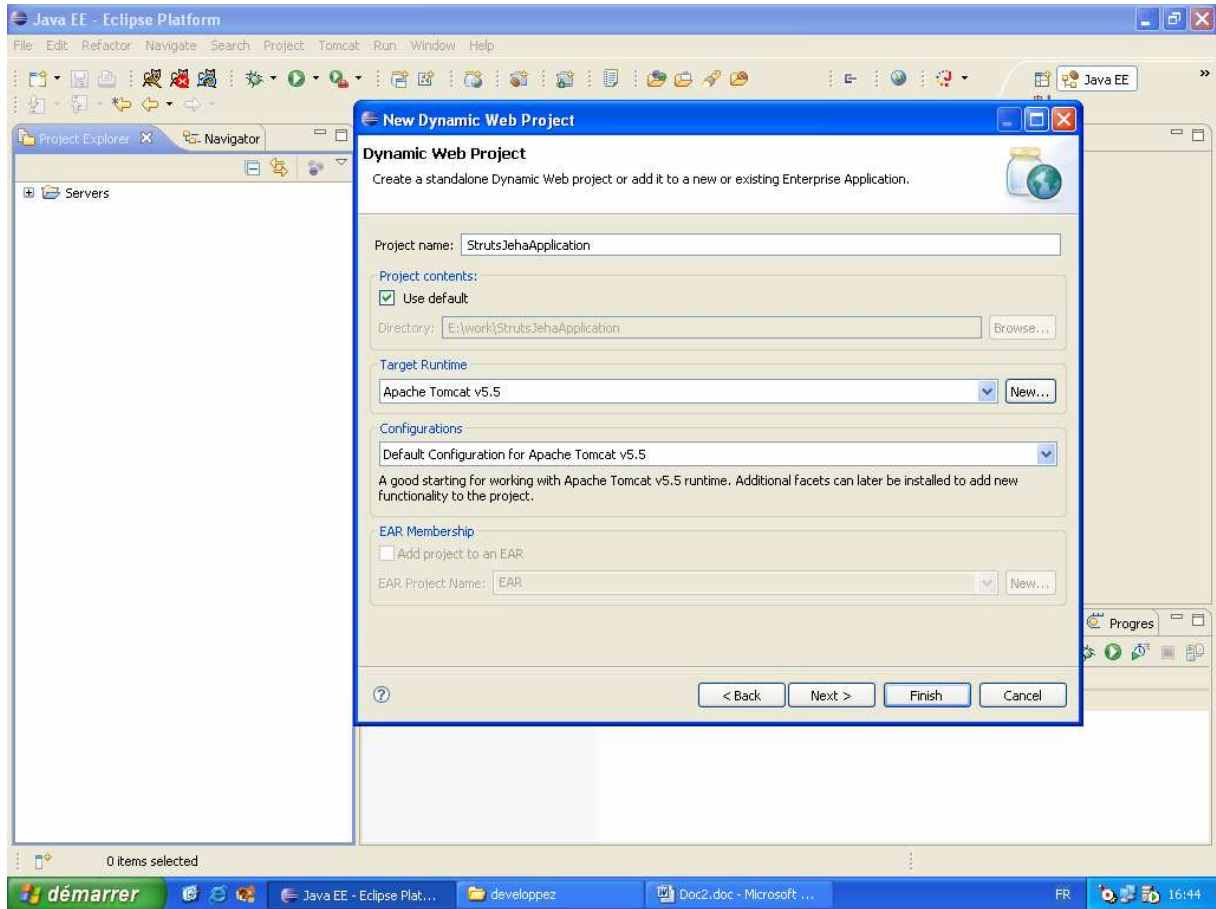 Java EE - Eclipse Platform
File Edit Refactor Navigate Search Project Tomcat Run Window Help
Java EE
Project Explorer
Navigator
Servers
New Dynamic Web Project
Dynamic Web Project
Create a standalone Dynamic Web project or add it to a new or existing Enterprise Application.
Project name: StrutsJehaApplication
Project contents:
Use default
Directory: E:\work\StrutsJehaApplication Browse...
Target Runtime
Apache Tomcat v5.5 New...
Configurations
Default Configuration for Apache Tomcat v5.5
A good starting for working with Apache Tomcat v5.5 runtime. Additional facets can later be installed to add new
functionality to the project.
EAR Membership
Add project to an EAR
EAR Project Name: EAR New...
Progres
< Back Next > Finish Cancel
0 items selected
démarrer Java EE - Eclipse Plat... developpez Doc2.doc - Microsoft ... FR 16:44